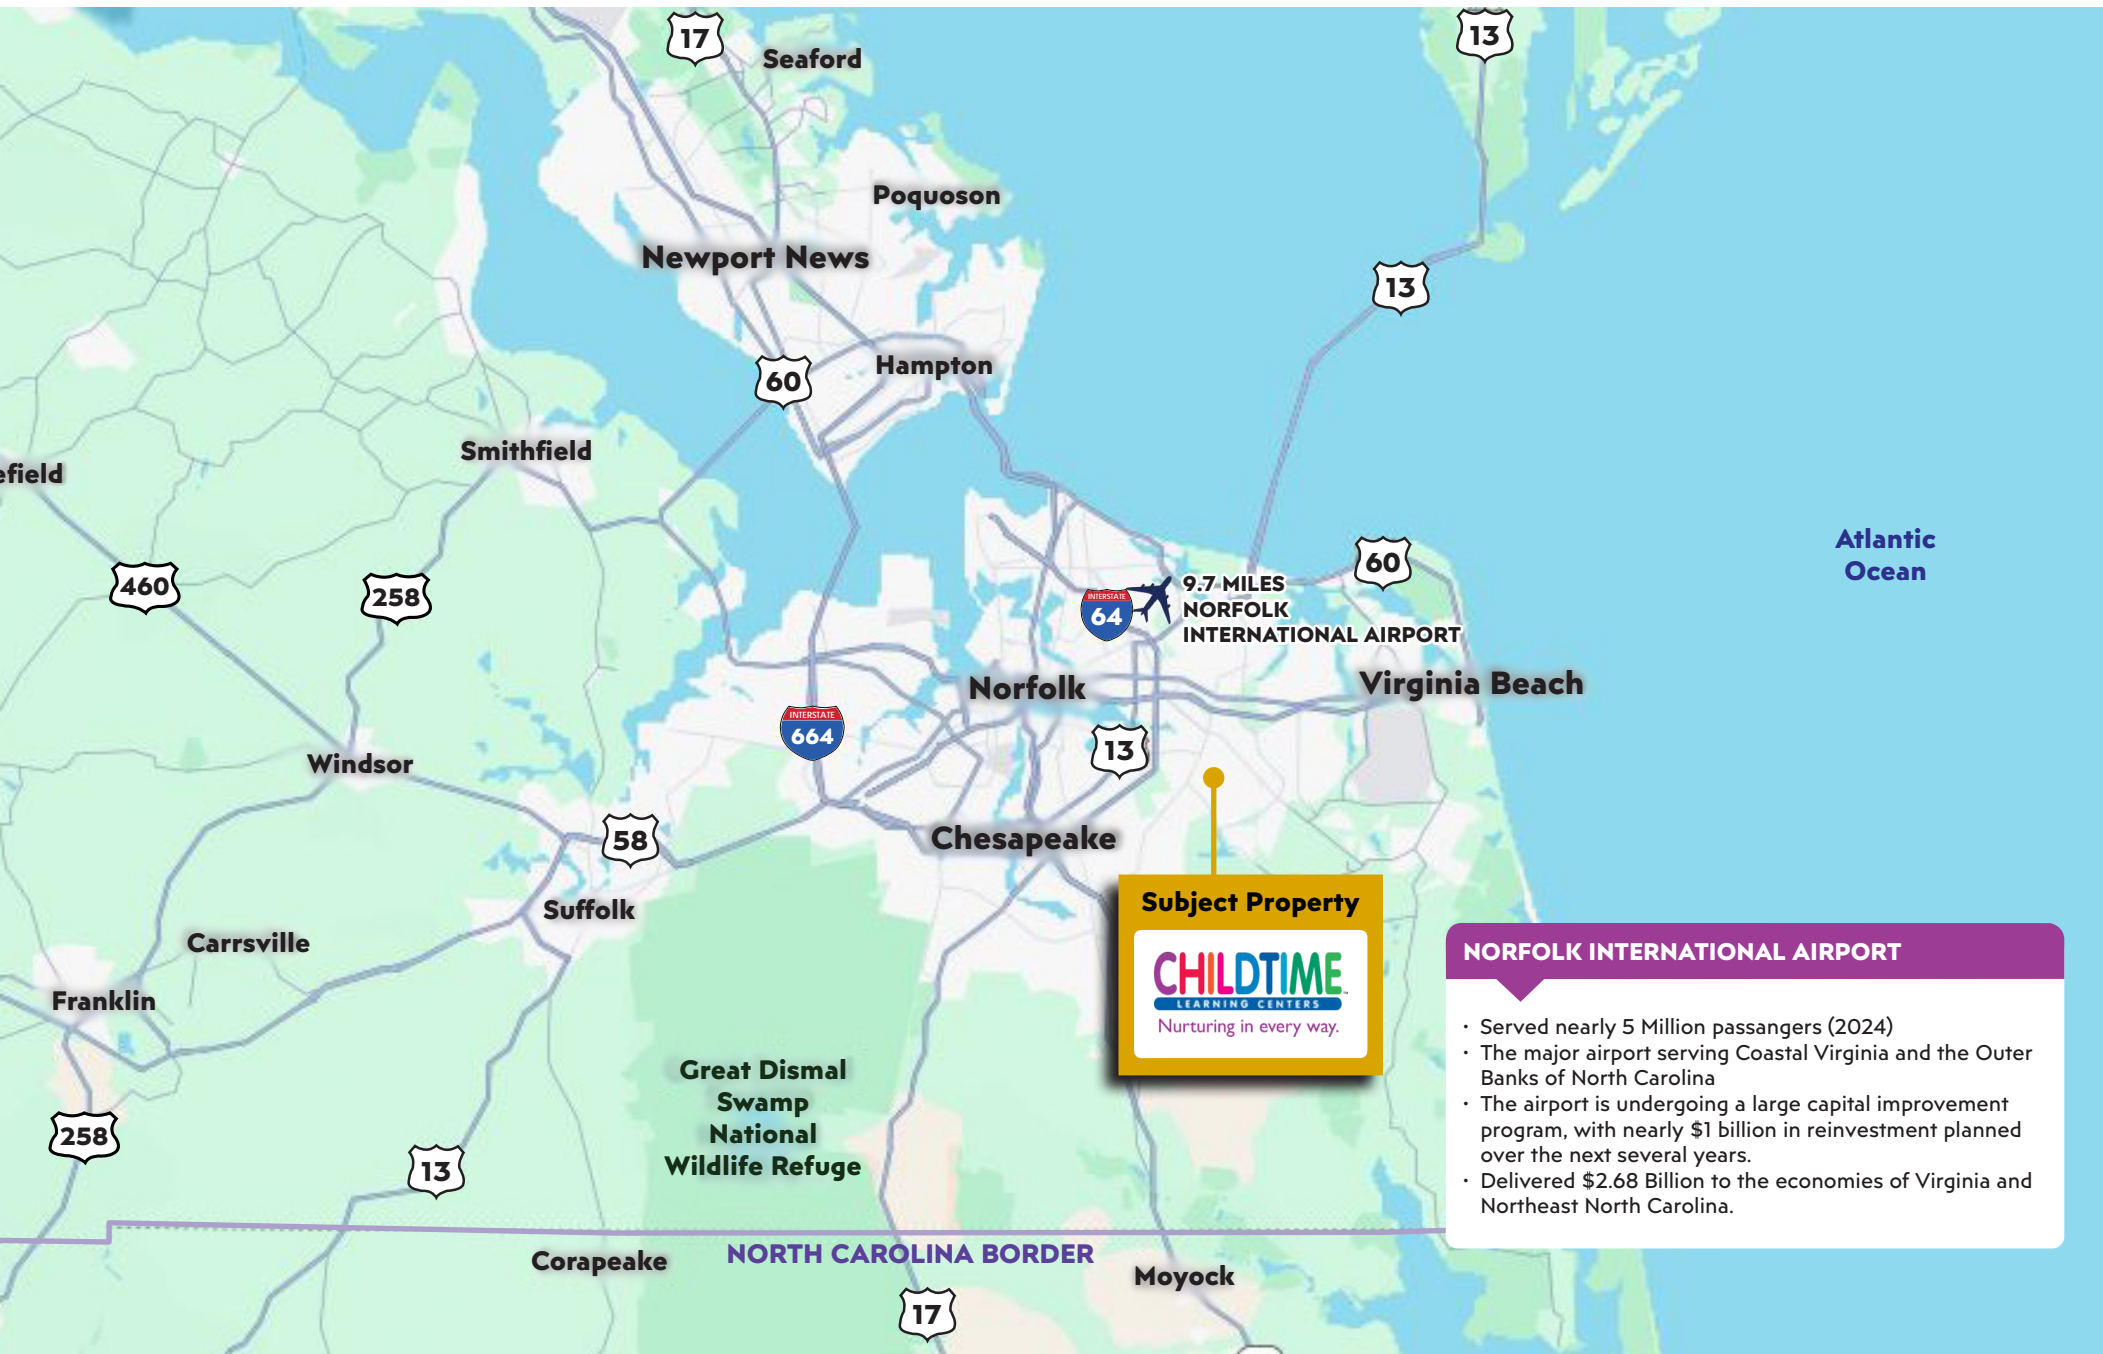 17
Seaford
13
Poquoson
Newport News
13
60
Hampton
Smithfield
efield
460
258
60
Atlantic
Ocean
INTERSTATE
64
9.7 MILES
NORFOLK
INTERNATIONAL AIRPORT
Norfolk
Virginia Beach
INTERSTATE
664
13
Windsor
58
Chesapeake
Suffolk
Carrsville
Franklin
Subject Property
CHILDTIME™
LEARNING CENTERS
Nurturing in every way.
NORFOLK INTERNATIONAL AIRPORT
· Served nearly 5 Million passangers (2024)
· The major airport serving Coastal Virginia and the Outer
Banks of North Carolina
· The airport is undergoing a large capital improvement
program, with nearly $1 billion in reinvestment planned
over the next several years.
· Delivered $2.68 Billion to the economies of Virginia and
Northeast North Carolina.
Great Dismal
Swamp
National
Wildlife Refuge
258
13
Corapeake
NORTH CAROLINA BORDER
Moyock
17